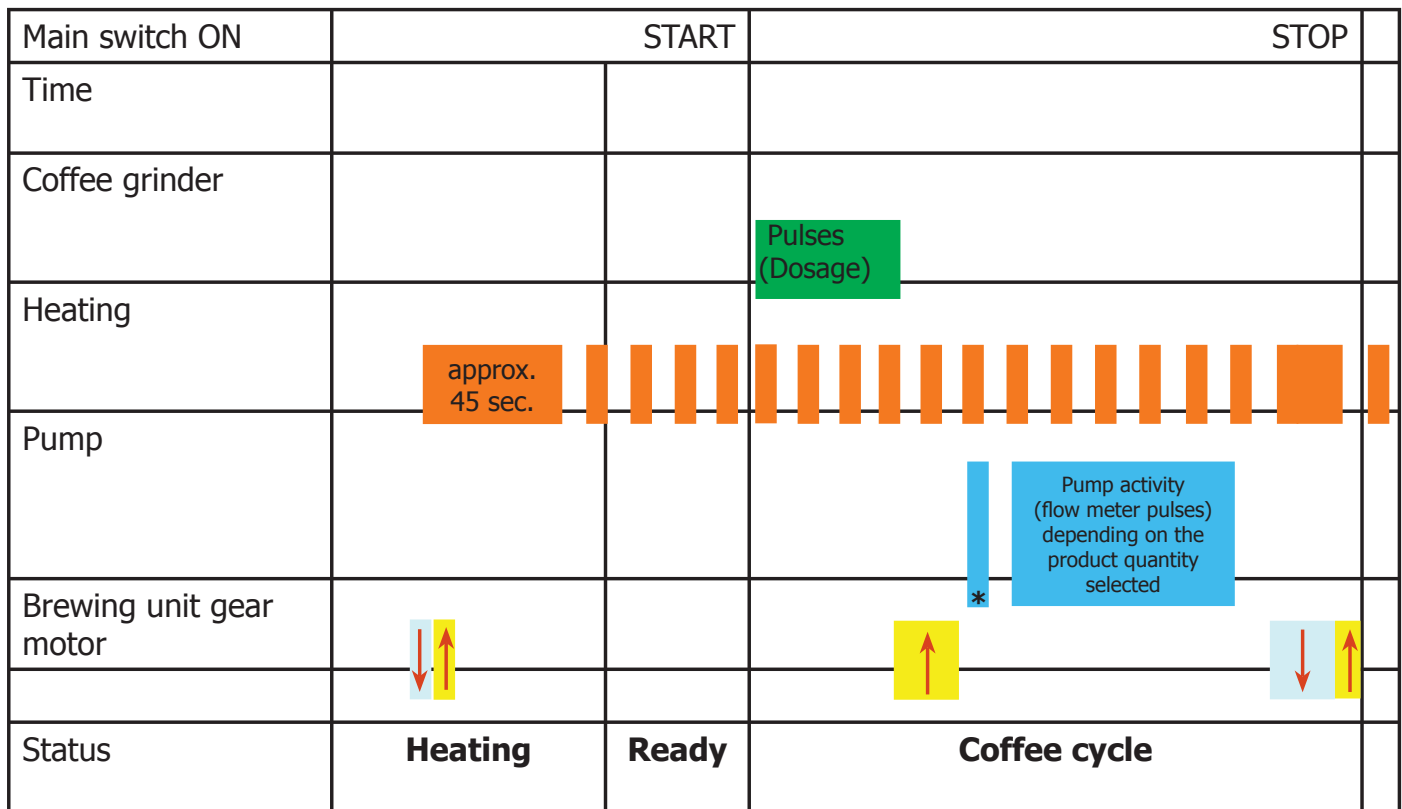 Main switch ON
START
STOP
Time
Coffee grinder
Pulses
(Dosage)
Heating
approx.
45 sec.
Pump
Pump activity
(flow meter pulses)
depending on the
product quantity
selected
*
Brewing unit gear
motor
Status
Heating
Ready
Coffee cycle